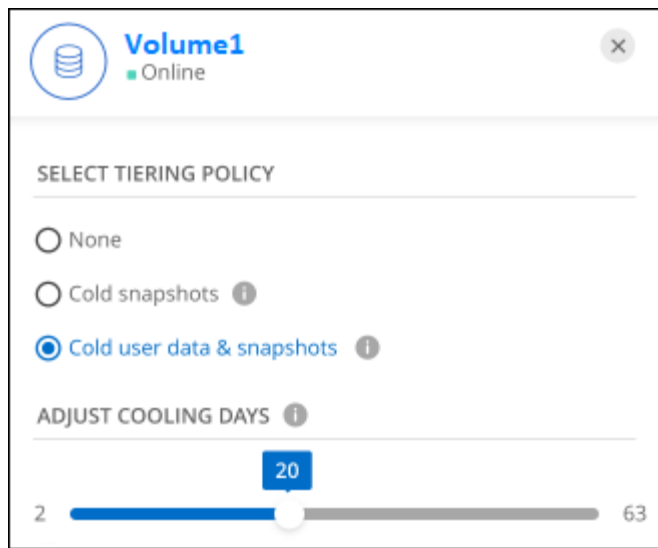 Volume1
Online
SELECT TIERING POLICY
None
Cold snapshots i
Cold user data & snapshots i
ADJUST COOLING DAYS i
20
2 63